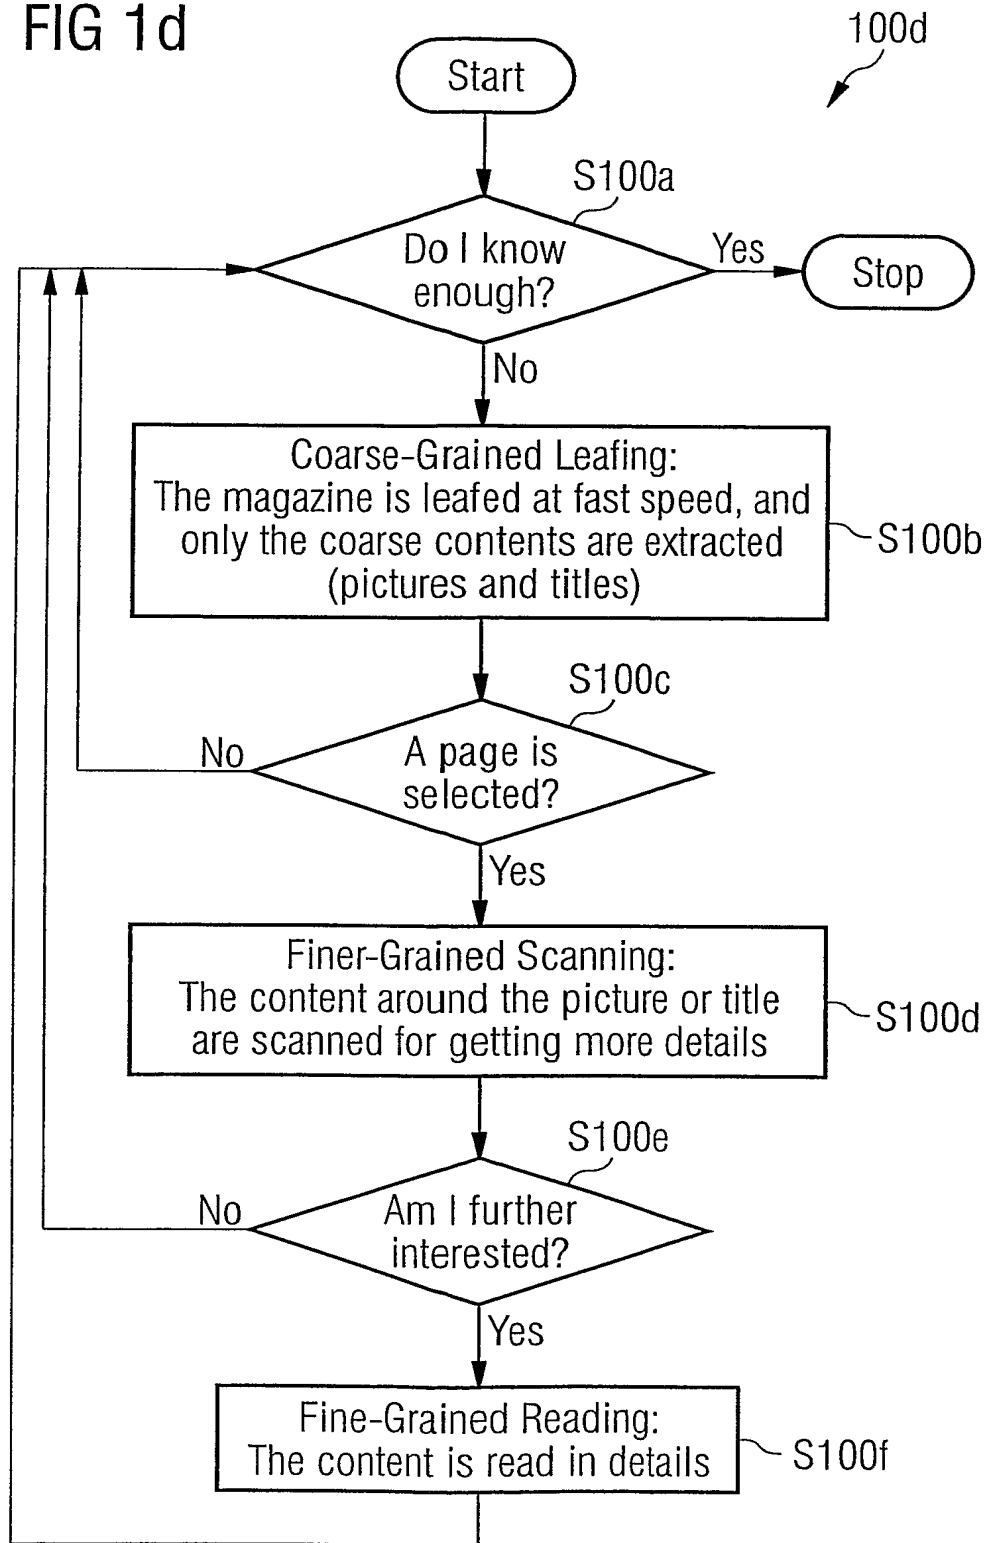 FIG 1d
100d
Start
S100a
Do I know
enough?
Yes
Stop
No
Coarse-Grained Leafing:
The magazine is leafed at fast speed, and
only the coarse contents are extracted
(pictures and titles)
S100b
S100c
No
A page is
selected?
Yes
Finer-Grained Scanning:
The content around the picture or title
are scanned for getting more details
S100d
S100e
No
Am I further
interested?
Yes
Fine-Grained Reading:
The content is read in details
S100f